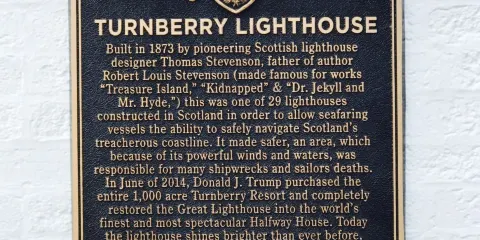 TURNBERRY LIGHTHOUSE
Built in 1873 by pioneering Scottish lighthouse
designer Thomas Stevenson, father of author
Robert Louis Stevenson (made famous for works
“Treasure Island,” “Kidnapped” & “Dr. Jekyll and
Mr. Hyde,”) this was one of 29 lighthouses
constructed in Scotland in order to allow seafaring
vessels the ability to safely navigate Scotland’s
treacherous coastline. It made safer, an area, which
because of its powerful winds and waters, was
responsible for many shipwrecks and sailors deaths.
In June of 2014, Donald J. Trump purchased the
entire 1,000 acre Turnberry Resort and completely
restored the Great Lighthouse into the world’s
finest and most spectacular Halfway House. Today
the lighthouse shines brighter than ever before,